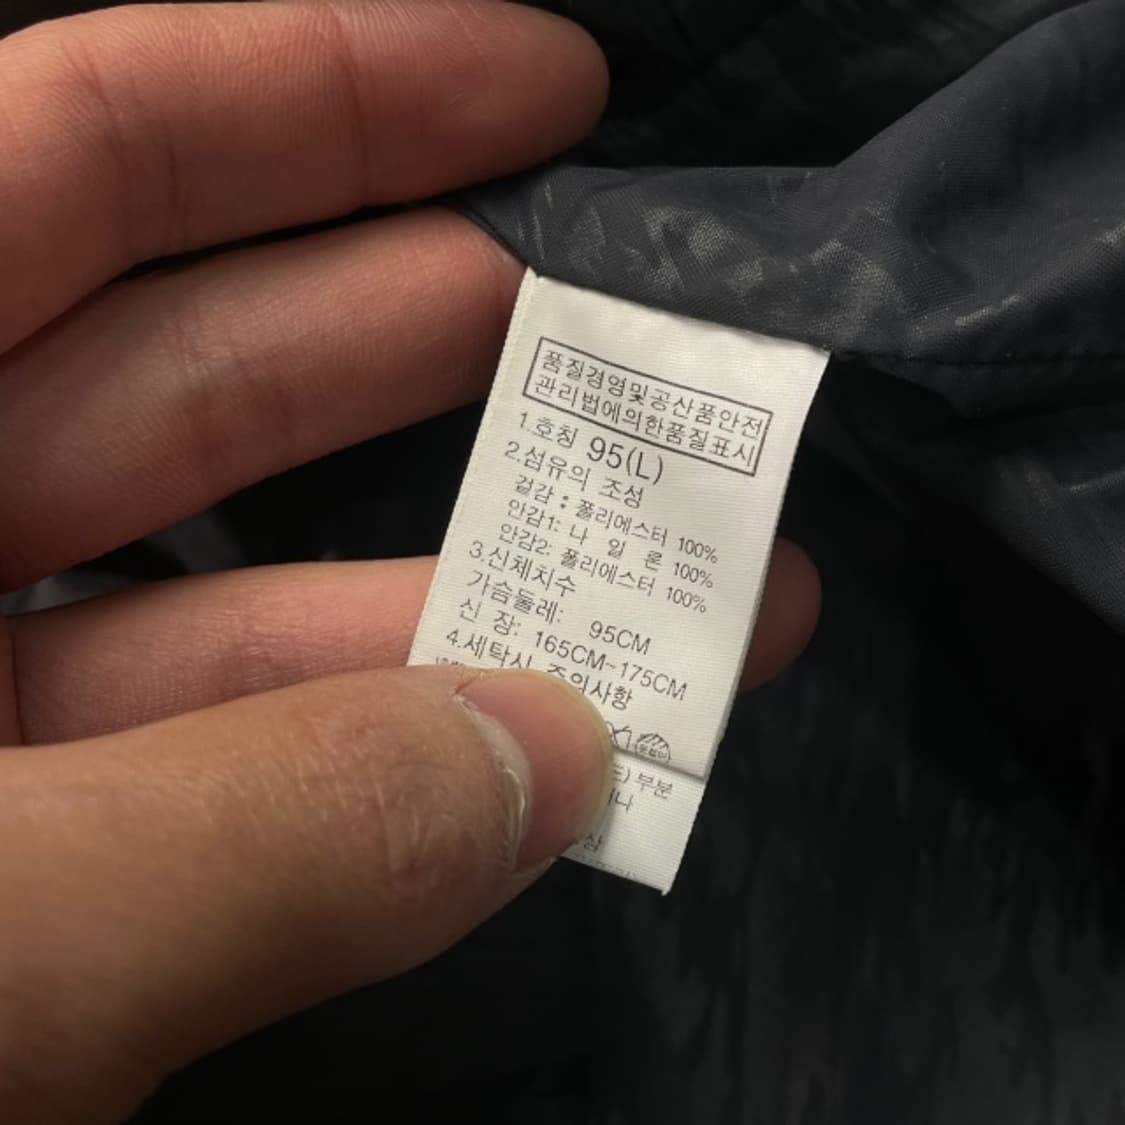 품질경영및공산품안전
관리법에의한품질표시
1.호칭 95(L)
2.섬유의 조성
겉감 : 폴리에스터 100%
안감1: 나 일 론 100%
안감2: 폴리에스터 100%
3.신체치수
가슴둘레: 95CM
신 장: 165CM~175CM
4.세탁시 주의사항
부분